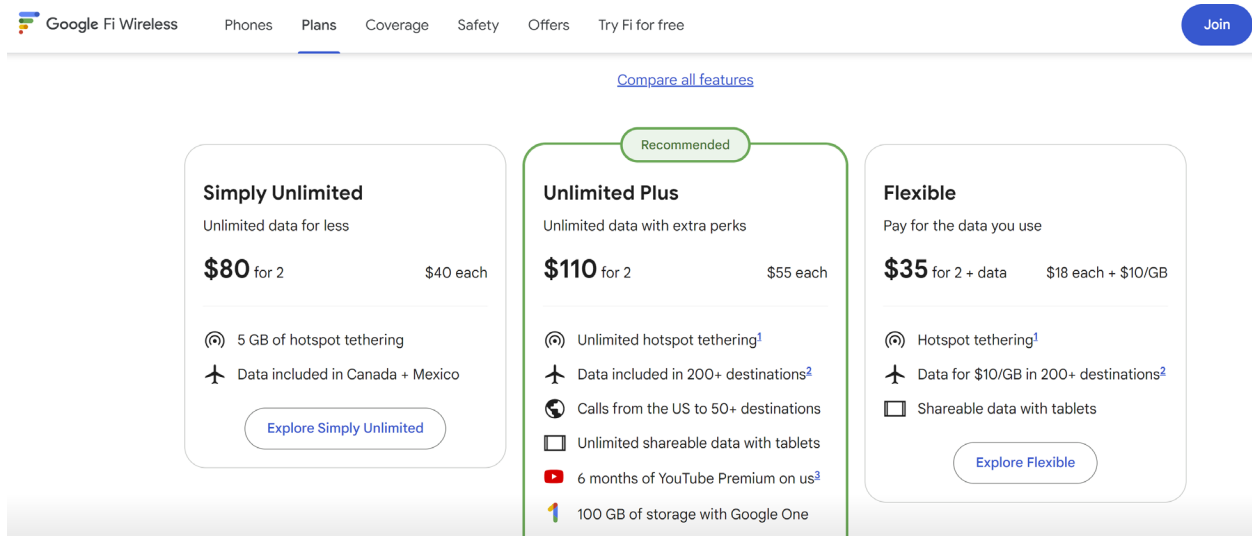 Google Fi Wireless
Phones
Plans
Coverage
Safety
Offers
Try Fi for free
Join
Compare all features
Simply Unlimited
Unlimited data for less
$80 for 2 $40 each
5 GB of hotspot tethering
Data included in Canada + Mexico
Explore Simply Unlimited
Recommended
Unlimited Plus
Unlimited data with extra perks
$110 for 2 $55 each
Unlimited hotspot tethering1
Data included in 200+ destinations2
Calls from the US to 50+ destinations
Unlimited shareable data with tablets
6 months of YouTube Premium on us3
100 GB of storage with Google One
Flexible
Pay for the data you use
$35 for 2 + data $18 each + $10/GB
Hotspot tethering1
Data for $10/GB in 200+ destinations2
Shareable data with tablets
Explore Flexible